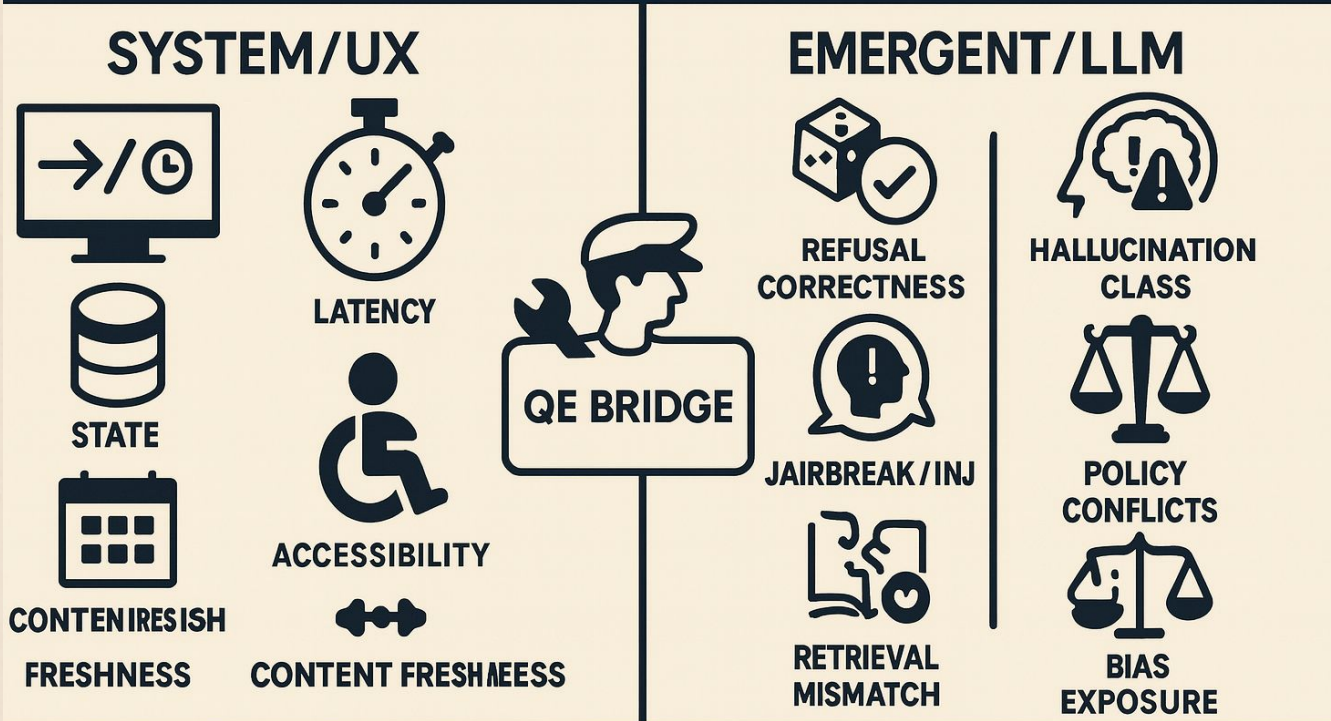 SYSTEM/UX
LATENCY
STATE
ACCESSIBILITY
CONTENIRESISH
FRESHNESS
CONTENT FRESHAEESS
QE BRIDGE
EMERGENT/LLM
REFUSAL
CORRECTNESS
HALLUCINATION
CLASS
JAIRBREAK/INJ
POLICY
CONFLICTS
RETRIEVAL
MISMATCH
BIAS
EXPOSURE